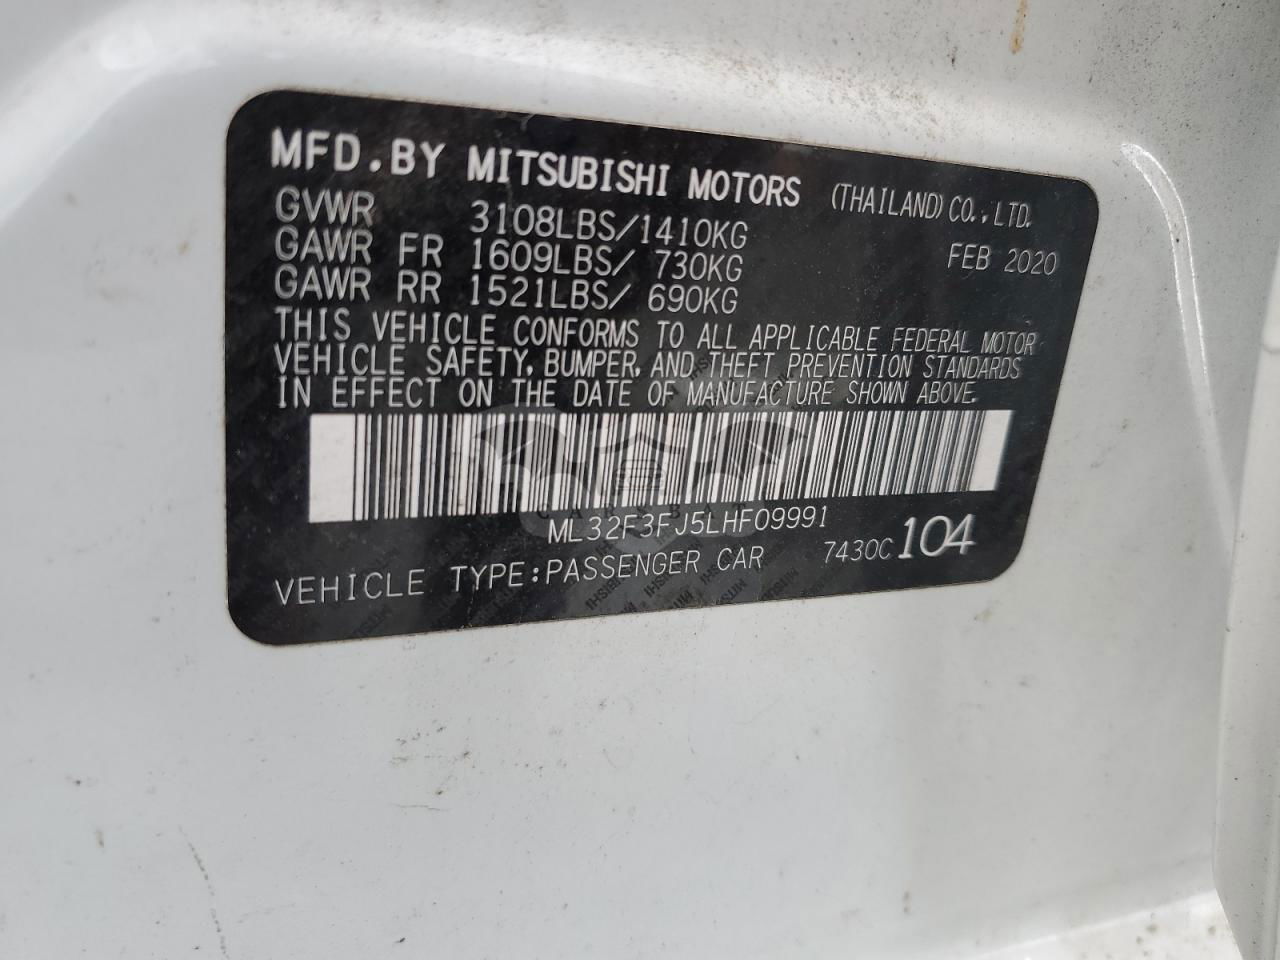 MFD.BY MITSUBISHI MOTORS (THAILAND) CO.,LTD.
GVWR 3108LBS/1410KG FEB 2020
GAWR FR 1609LBS/ 730KG
GAWR RR 1521LBS/ 690KG
THIS VEHICLE CONFORMS TO ALL APPLICABLE FEDERAL MOTOR
VEHICLE SAFETY, BUMPER, AND THEFT PREVENTION STANDARDS
IN EFFECT ON THE DATE OF MANUFACTURE SHOWN ABOVE.
ML32F3FJ5LHF09991
VEHICLE TYPE:PASSENGER CAR 7430C 104